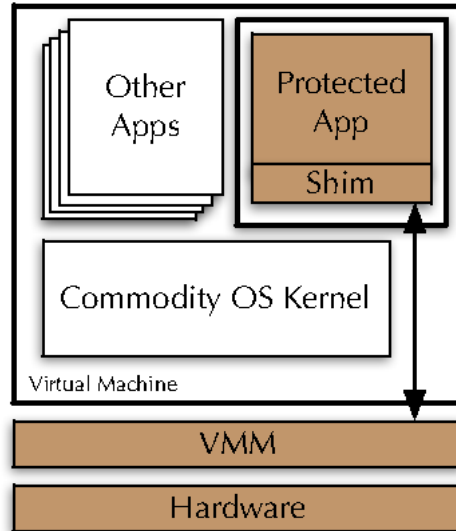 Other
Apps
Protected
App
Shim
Commodity OS Kernel
Virtual Machine
VMM
Hardware